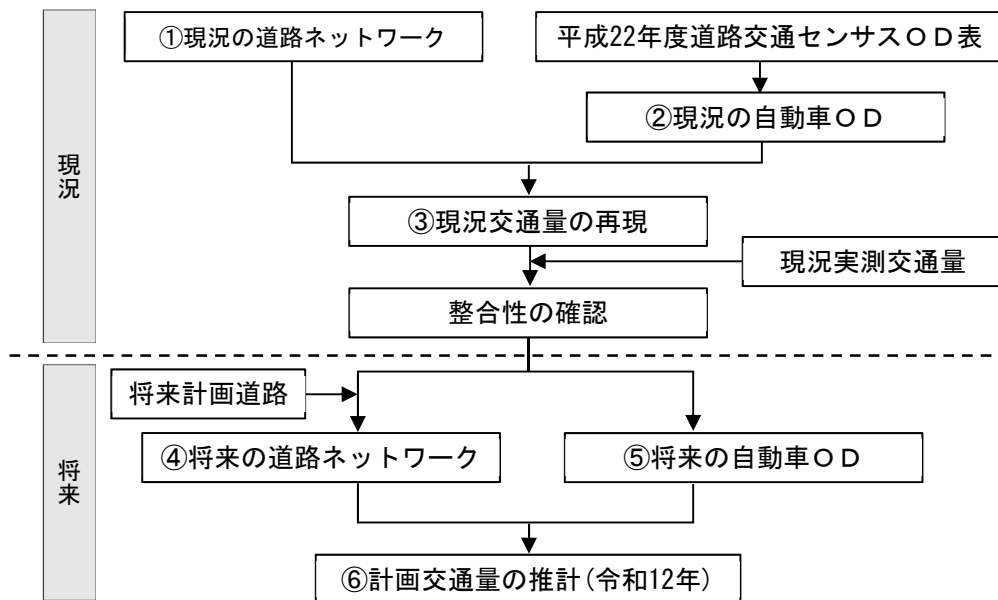 ①現況の道路ネットワーク
平成22年度道路交通センサスＯＤ表
②現況の自動車ＯＤ
現況
③現況交通量の再現
現況実測交通量
整合性の確認
将来計画道路
④将来の道路ネットワーク
⑤将来の自動車ＯＤ
将来
⑥計画交通量の推計(令和12年)